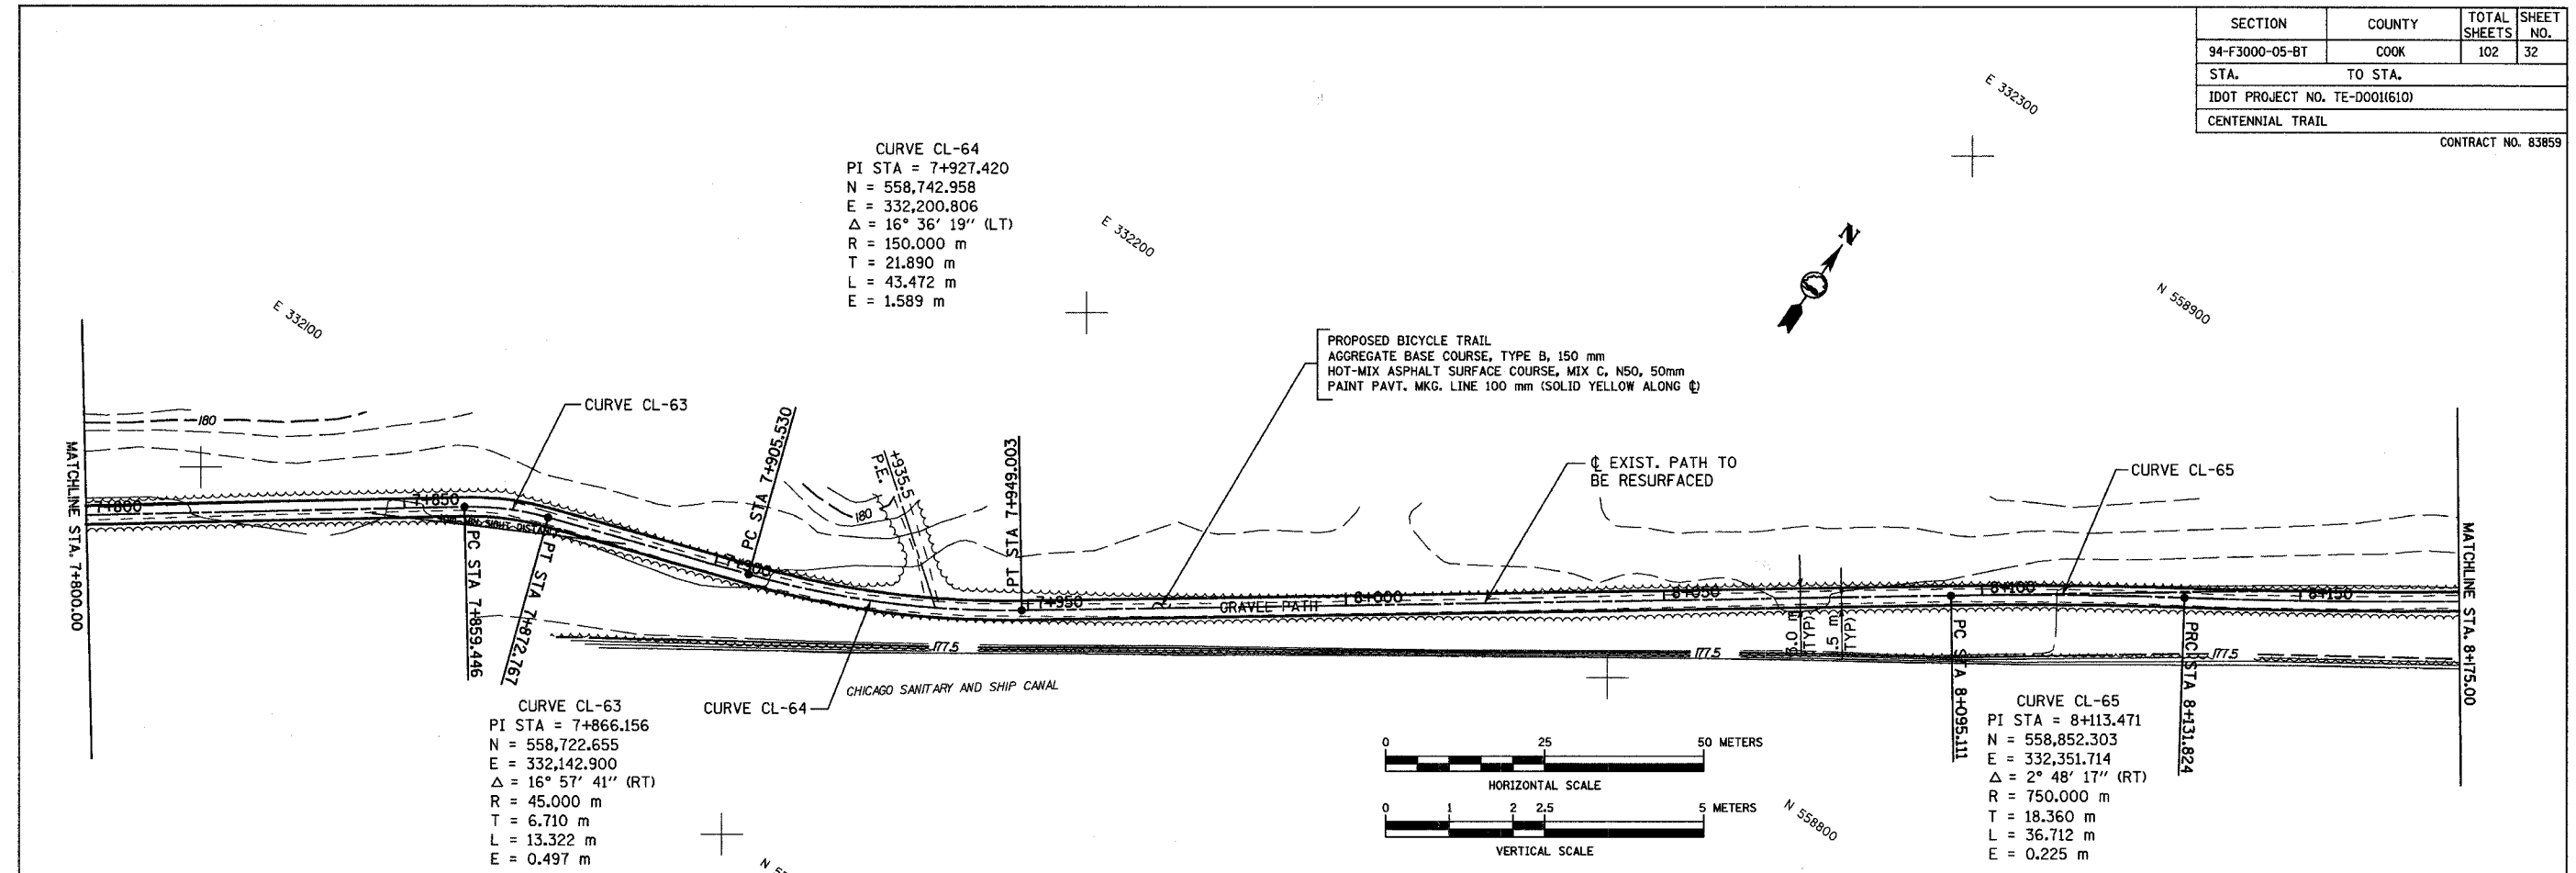 SECTION COUNTY TOTAL SHEETS SHEET NO.
94-F3000-05-BT COOK 102 32
STA. TO STA.
IDOT PROJECT NO. TE-D001(610)
CENTENNIAL TRAIL
CONTRACT NO. 83859
E 332300
CURVE CL-64
PI STA = 7+927.420
N = 558,742.958
E = 332,200.806
Δ = 16° 36' 19" (LT)
R = 150.000 m
T = 21.890 m
L = 43.472 m
E = 1.589 m
E 332200
N
N 558900
E 332100
PROPOSED BICYCLE TRAIL
AGGREGATE BASE COURSE, TYPE B, 150 mm
HOT-MIX ASPHALT SURFACE COURSE, MIX C, N50, 50mm
PAINT PAVT. MKG. LINE 100 mm (SOLID YELLOW ALONG ℄)
CURVE CL-63
180
PC STA 7+905.530
+935.5
P.E.
180
PT STA 7+949.003
℄ EXIST. PATH TO
BE RESURFACED
CURVE CL-65
MATCHLINE STA. 7+800.00
7+800
7+850
SIGHT DISTANCE
7+900
7+950
GRAVEL PATH
8+000
8+050
8+100
8+150
MATCHLINE STA. 8+175.00
PC STA 7+859.446
PT STA 7+872.767
3.0 m
(TYP)
.5 m
(TYP)
PC STA 8+095.111
PRC STA 8+131.824
177.5
177.5
177.5
CHICAGO SANITARY AND SHIP CANAL
CURVE CL-64
CURVE CL-63
PI STA = 7+866.156
N = 558,722.655
E = 332,142.900
Δ = 16° 57' 41" (RT)
R = 45.000 m
T = 6.710 m
L = 13.322 m
E = 0.497 m
0 25 50 METERS
HORIZONTAL SCALE
0 1 2 2.5 5 METERS
VERTICAL SCALE
N 558800
CURVE CL-65
PI STA = 8+113.471
N = 558,852.303
E = 332,351.714
Δ = 2° 48' 17" (RT)
R = 750.000 m
T = 18.360 m
L = 36.712 m
E = 0.225 m